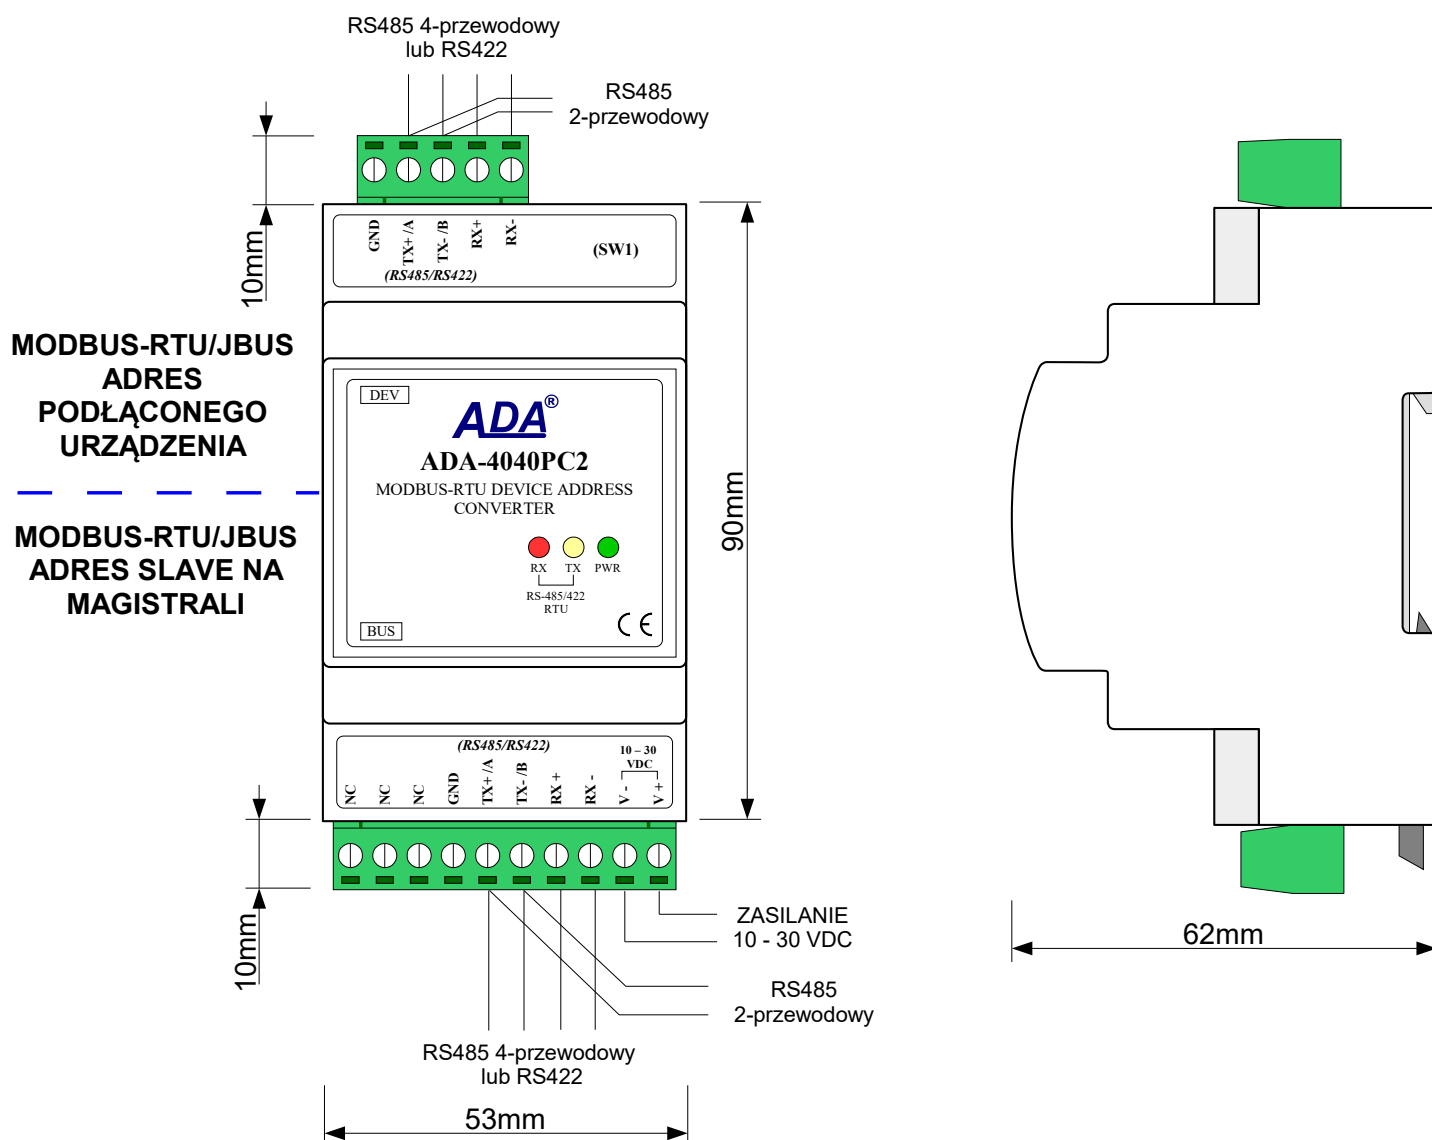 RS485 4-przewodowy
lub RS422
RS485
2-przewodowy
10mm
GND
TX+ /A
TX- /B
RX+
RX-
(RS485/RS422)
(SW1)
MODBUS-RTU/JBUS
ADRES
PODŁĄCONEGO
URZĄDZENIA
MODBUS-RTU/JBUS
ADRES SLAVE NA
MAGISTRALI
DEV
ADA®
ADA-4040PC2
MODBUS-RTU DEVICE ADDRESS
CONVERTER
RX TX PWR
RS-485/422
RTU
BUS
CE
90mm
(RS485/RS422)
10 – 30
VDC
NC
NC
NC
GND
TX+ /A
TX- /B
RX +
RX -
V -
V +
10mm
ZASILANIE
10 - 30 VDC
RS485
2-przewodowy
RS485 4-przewodowy
lub RS422
53mm
62mm